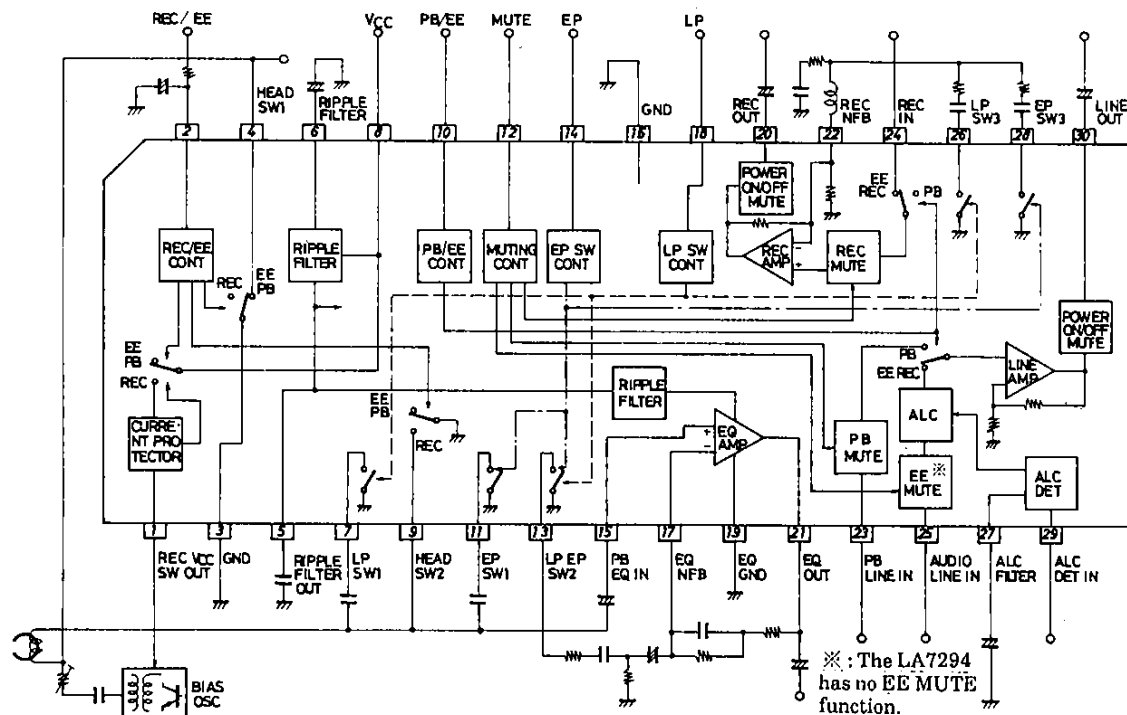 REC/EE
VCC
PB/EE
MUTE
EP
LP
HEAD
SW1
RIPPLE
FILTER
GND
REC
OUT
REC
NFB
REC
IN
LP
SW3
EP
SW3
LINE
OUT
2
4
6
8
10
12
14
16
18
20
22
24
26
28
30
POWER
ON/OFF
MUTE
EE
REC
PB
REC/EE
CONT
RIPPLE
FILTER
PB/EE
CONT
MUTING
CONT
EP SW
CONT
LP SW
CONT
REC
AMP
-
+
REC
MUTE
REC
EE
PB
POWER
ON/OFF
MUTE
EE
PB
REC
PB
EE REC
LINE
AMP
EE
PB
REC
RIPPLE
FILTER
+
-
EQ
AMP
CURRE-
NT PRO
TECTOR
PB
MUTE
ALC
EE ※
MUTE
ALC
DET
1
3
5
7
9
11
13
15
17
19
21
23
25
27
29
REC VCC
SW OUT
GND
RIPPLE
FILTER
OUT
LP
SW1
HEAD
SW2
EP
SW1
LP EP
SW2
PB
EQ IN
EQ
NFB
EQ
GND
EQ
OUT
PB
LINE IN
AUDIO
LINE IN
ALC
FILTER
ALC
DET IN
BIAS
OSC
※ : The LA7294
has no EE MUTE
function.